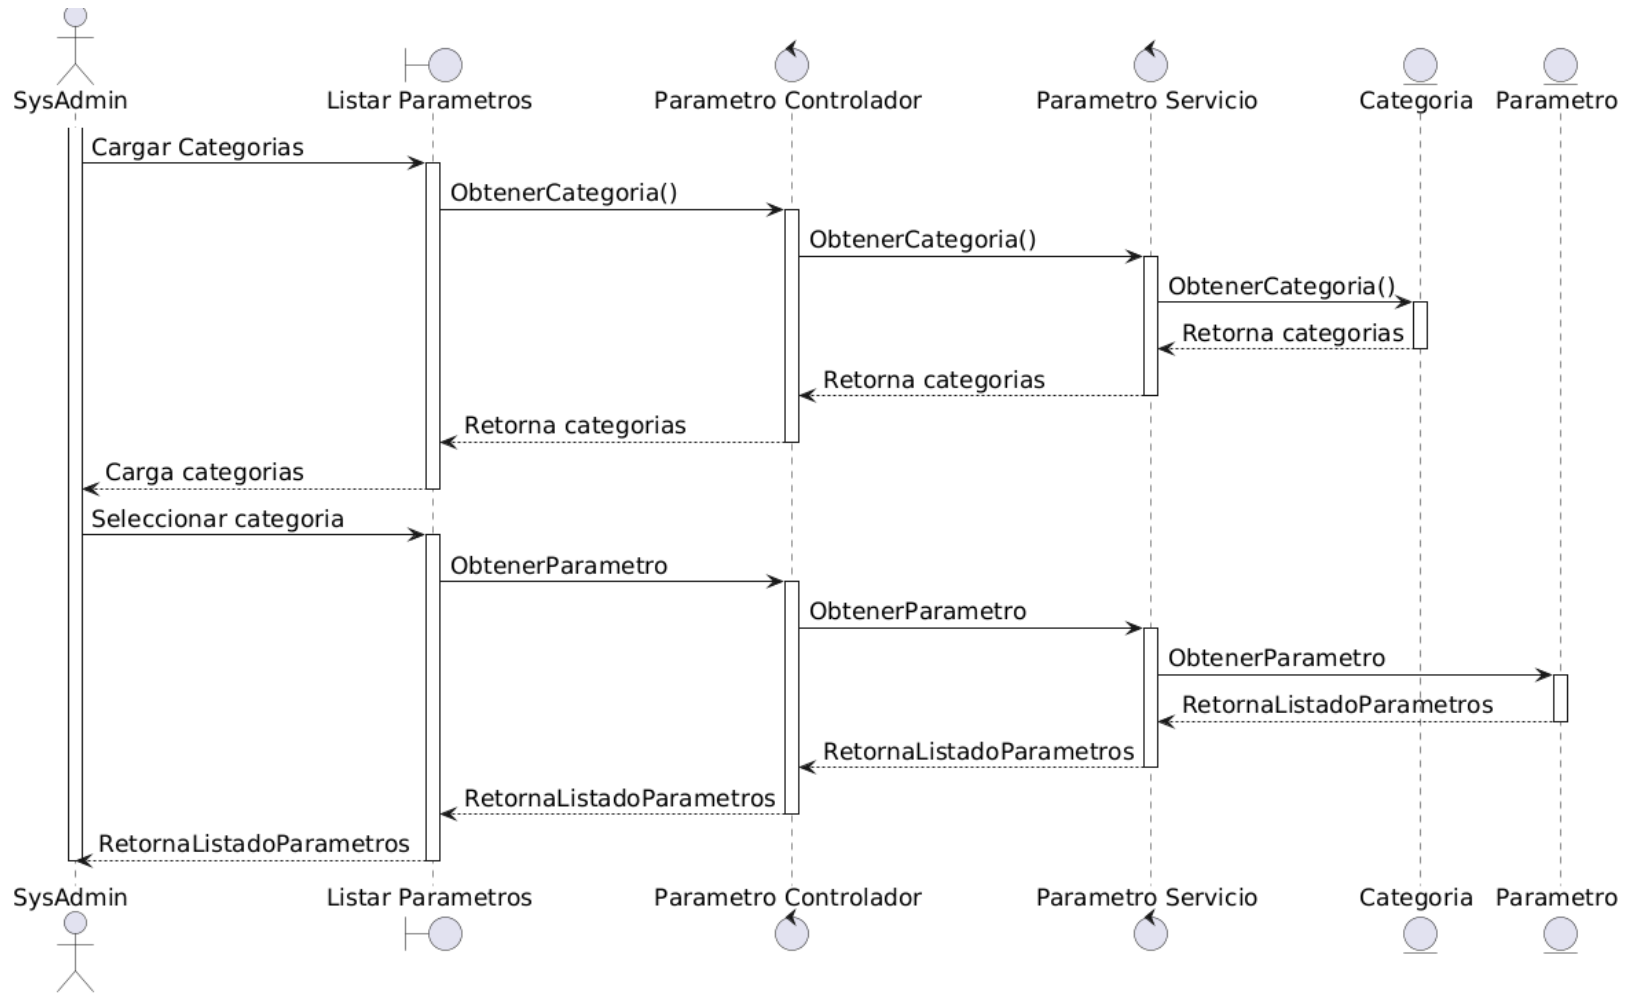 SysAdmin
Listar Parametros
Parametro Controlador
Parametro Servicio
Categoria
Parametro
Cargar Categorias
ObtenerCategoria()
ObtenerCategoria()
ObtenerCategoria()
Retorna categorias
Retorna categorias
Retorna categorias
Carga categorias
Seleccionar categoria
ObtenerParametro
ObtenerParametro
ObtenerParametro
RetornaListadoParametros
RetornaListadoParametros
RetornaListadoParametros
RetornaListadoParametros
SysAdmin
Listar Parametros
Parametro Controlador
Parametro Servicio
Categoria
Parametro